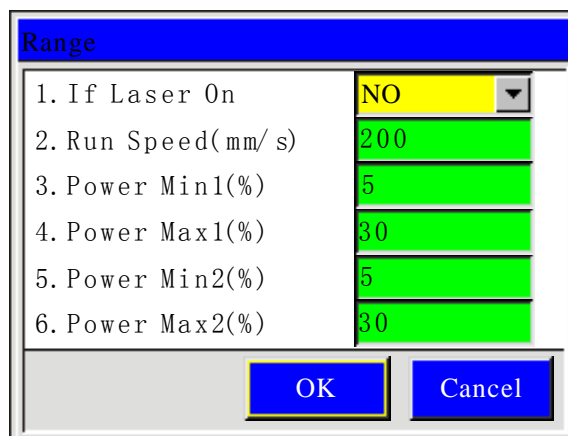 Range
1. If Laser On NO
2. Run Speed(mm/s) 200
3. Power Min1(%) 5
4. Power Max1(%) 30
5. Power Min2(%) 5
6. Power Max2(%) 30
OK Cancel